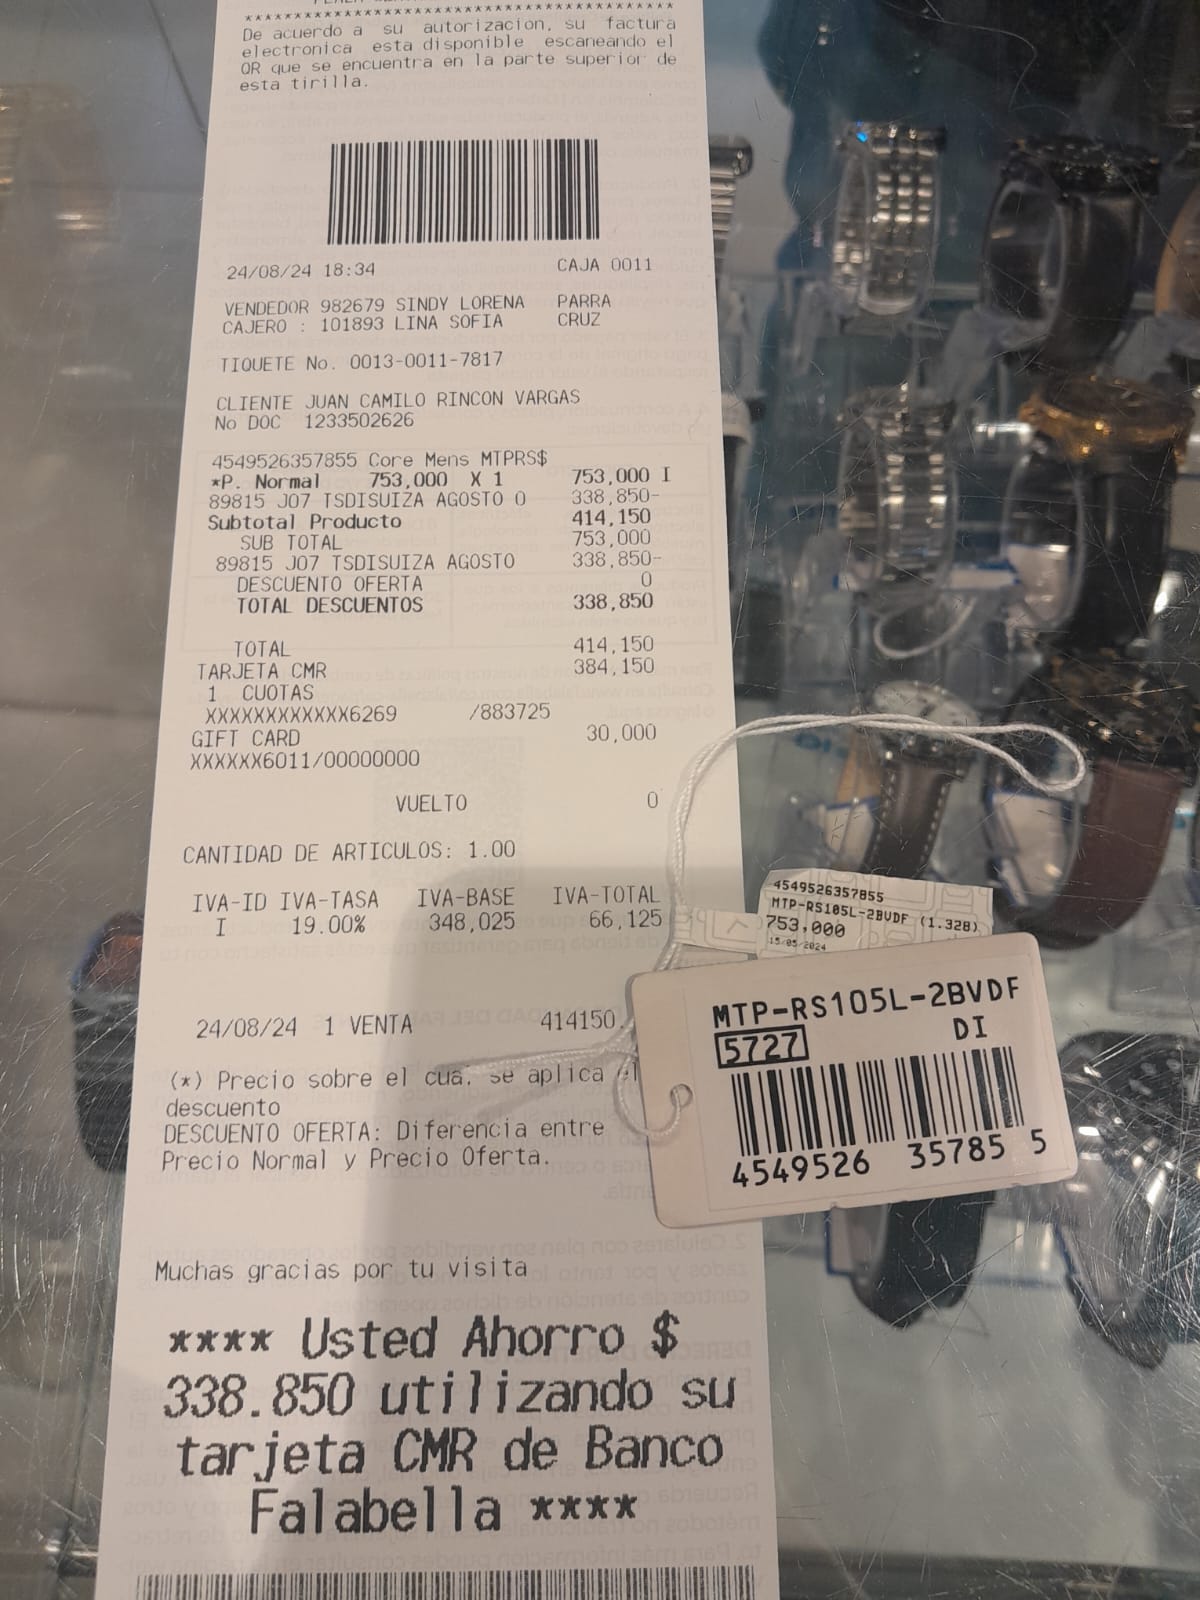 ****************************************
De acuerdo a su autorizacion, su factura
electronica esta disponible escaneando el
QR que se encuentra en la parte superior de
esta tirilla.
24/08/24 18:34 CAJA 0011
VENDEDOR 982679 SINDY LORENA PARRA
CAJERO : 101893 LINA SOFIA CRUZ
TIQUETE No. 0013-0011-7817
CLIENTE JUAN CAMILO RINCON VARGAS
No DOC 1233502626
4549526357855 Core Mens MTPRS$
*P. Normal 753,000 X 1 753,000 I
89815 J07 TSDISUIZA AGOSTO 0 338,850-
Subtotal Producto 414,150
SUB TOTAL 753,000
89815 J07 TSDISUIZA AGOSTO 338,850-
DESCUENTO OFERTA 0
TOTAL DESCUENTOS 338,850
TOTAL 414,150
TARJETA CMR 384,150
1 CUOTAS
XXXXXXXXXXXX6269 /883725
GIFT CARD 30,000
XXXXXX6011/00000000
VUELTO 0
CANTIDAD DE ARTICULOS: 1.00
IVA-ID IVA-TASA IVA-BASE IVA-TOTAL
I 19.00% 348,025 66,125
24/08/24 1 VENTA 414150.
(*) Precio sobre el cua. se aplica el
descuento
DESCUENTO OFERTA: Diferencia entre
Precio Normal y Precio Oferta.
Muchas gracias por tu visita
**** Usted Ahorro $
338.850 utilizando su
tarjeta CMR de Banco
Falabella ****
4549526357855
MTP-RS105L-2BVDF (1.328)
753,000
15/05/2024
MTP-RS105L-2BVDF
5727 DI
4549526 35785 5